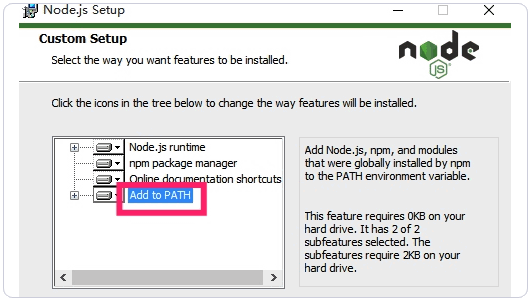 Node.js Setup
Custom Setup
Select the way you want features to be installed.
node
JS
Click the icons in the tree below to change the way features will be installed.
Node.js runtime
npm package manager
Online documentation shortcuts
Add to PATH
Add Node.js, npm, and modules
that were globally installed by npm
to the PATH environment variable.
This feature requires 0KB on your
hard drive. It has 2 of 2
subfeatures selected. The
subfeatures require 2KB on your
hard drive.